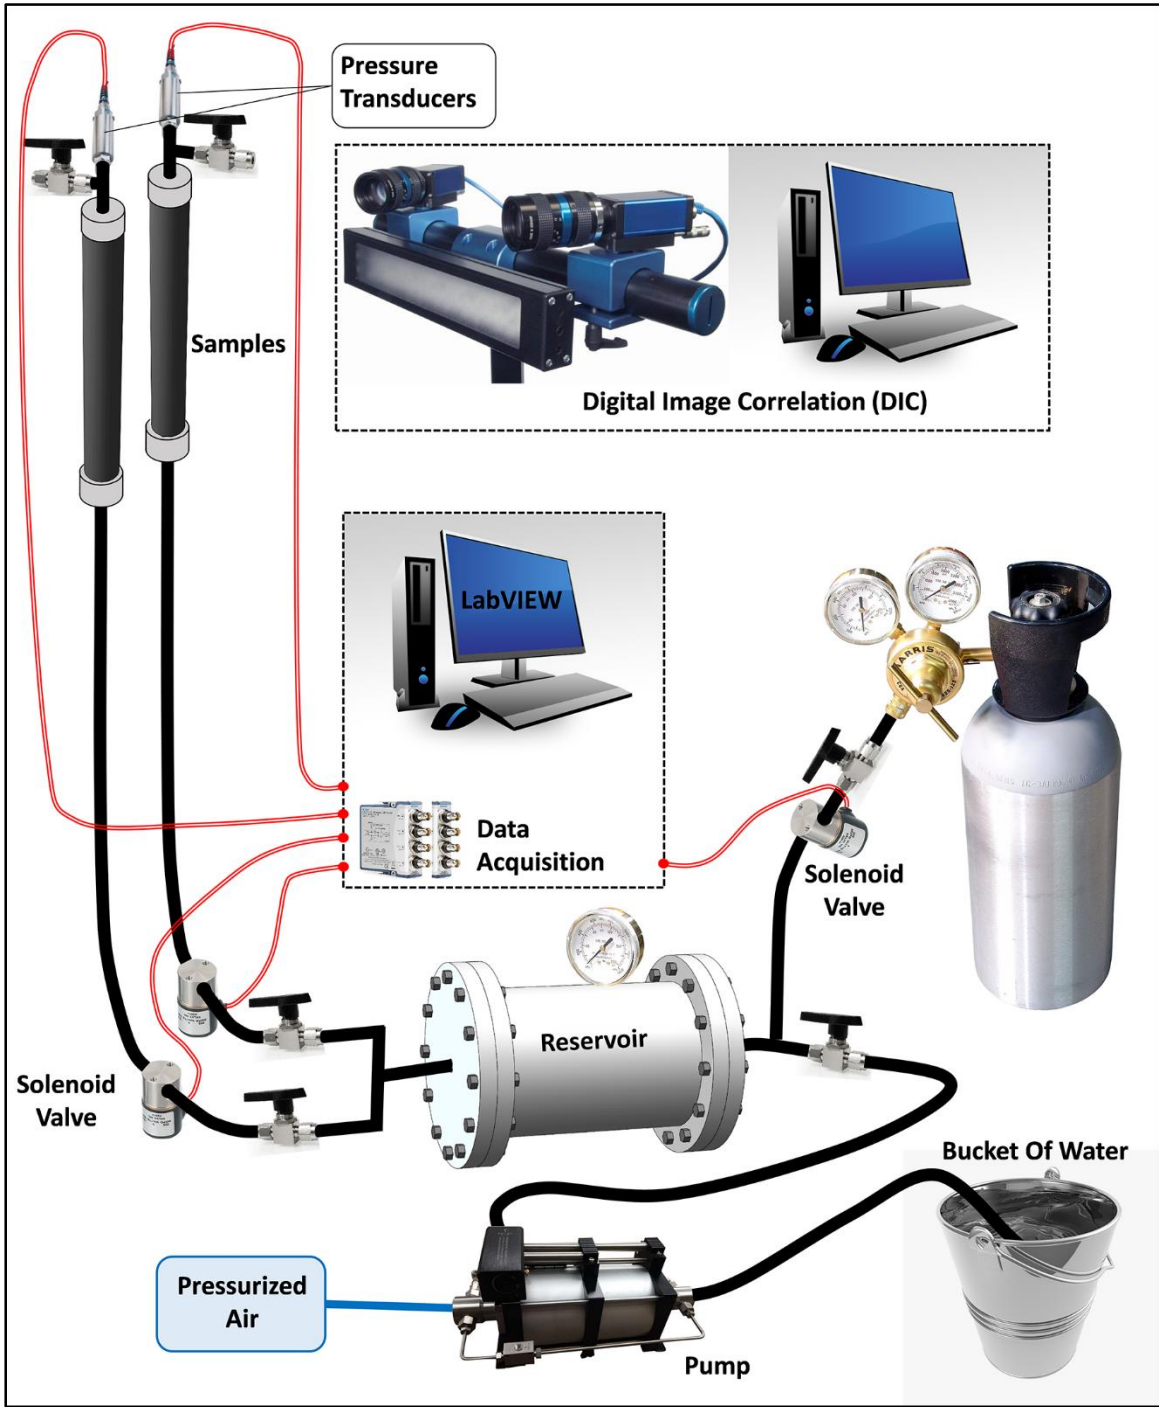 Pressure
Transducers
Samples
Digital Image Correlation (DIC)
LabVIEW
Data
Acquisition
HARRIS
Solenoid
Valve
Reservoir
Solenoid
Valve
Bucket Of Water
Pressurized
Air
Pump